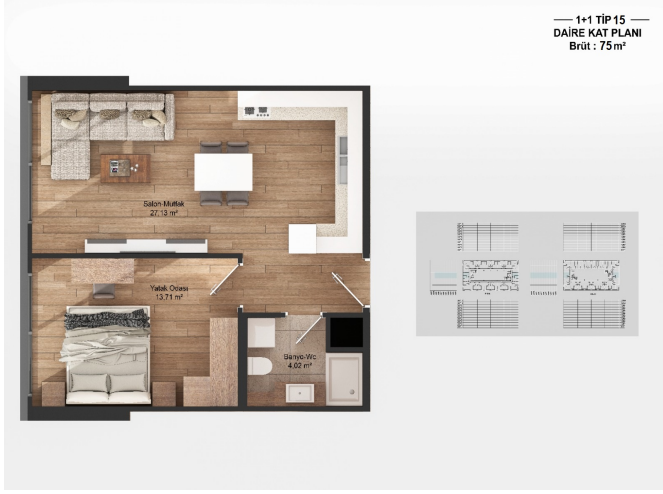 1+1 TİP 15
DAİRE KAT PLANI
Brüt : 75 m²
Salon-Mutfak
27,13 m²
Yatak Odası
13,71 m²
Banyo-Wc
4,02 m²